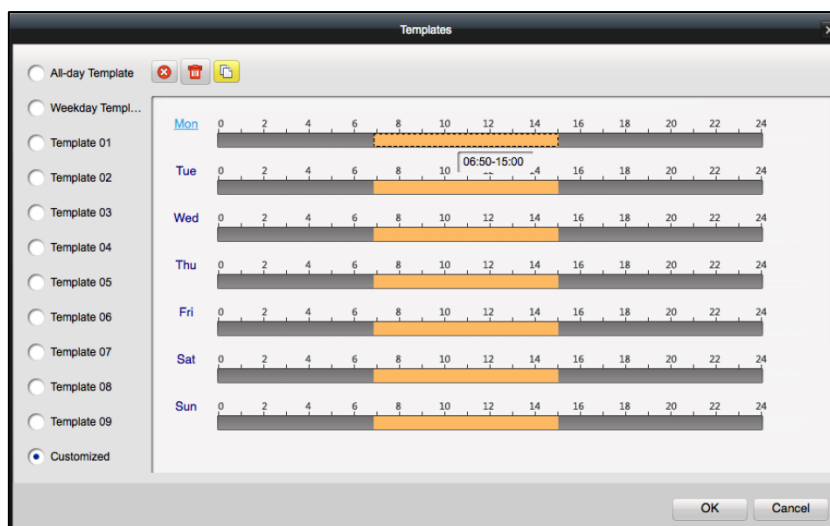 Templates
All-day Template
Weekday Templ...
Template 01
Template 02
Template 03
Template 04
Template 05
Template 06
Template 07
Template 08
Template 09
Customized
Mon 0 2 4 6 8 10 12 14 16 18 20 22 24
06:50-15:00
Tue 0 2 4 6 8 10 16 18 20 22 24
Wed 0 2 4 6 8 10 12 14 16 18 20 22 24
Thu 0 2 4 6 8 10 12 14 16 18 20 22 24
Fri 0 2 4 6 8 10 12 14 16 18 20 22 24
Sat 0 2 4 6 8 10 12 14 16 18 20 22 24
Sun 0 2 4 6 8 10 12 14 16 18 20 22 24
OK Cancel